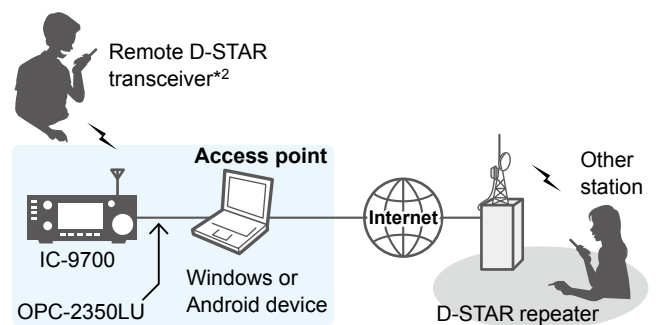 Remote D-STAR
transceiver*2
Access point
Other
station
Internet
IC-9700
Windows or
Android device
OPC-2350LU
D-STAR repeater